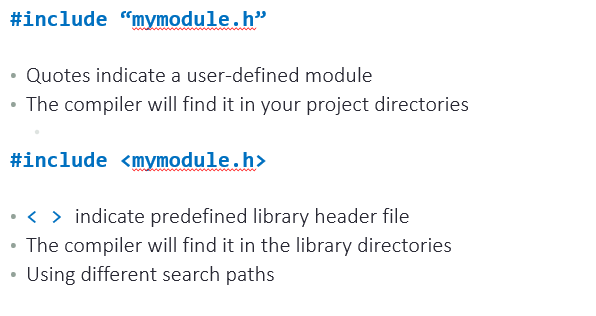 #include “mymodule.h”
• Quotes indicate a user-defined module
• The compiler will find it in your project directories
•
#include <mymodule.h>
• < > indicate predefined library header file
• The compiler will find it in the library directories
• Using different search paths